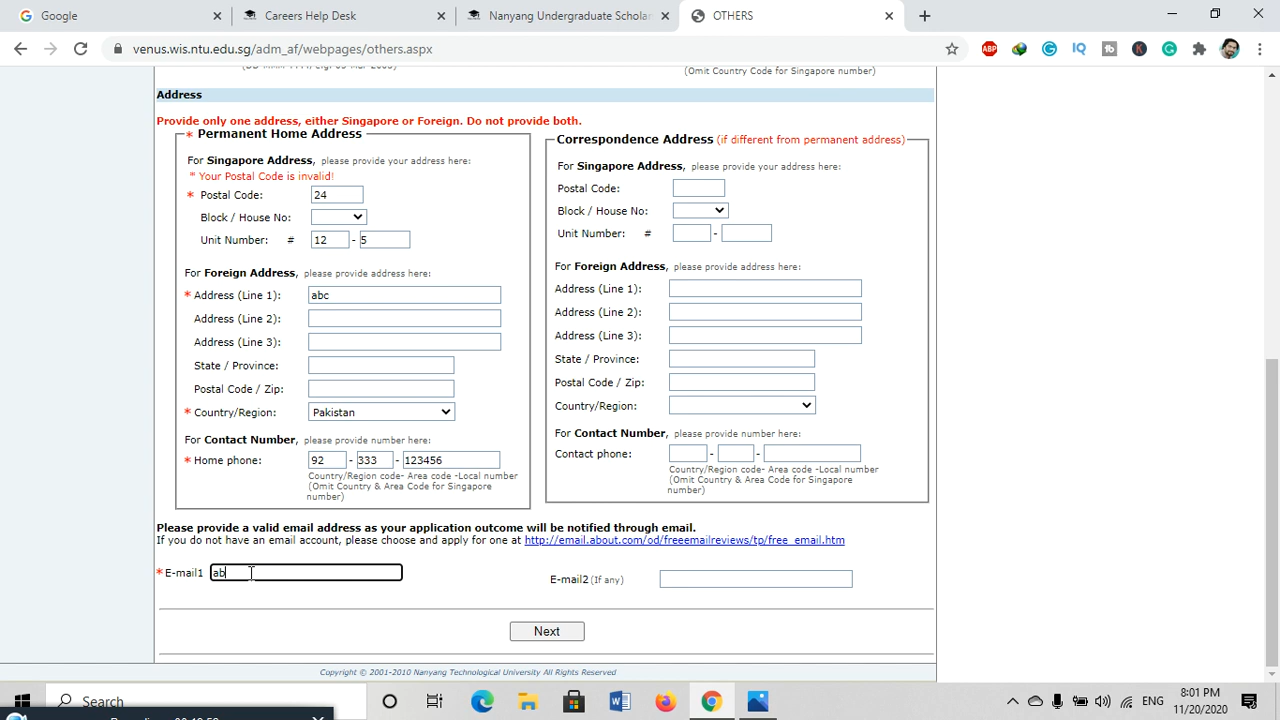 Google
Careers Help Desk
Nanyang Undergraduate Scholar
OTHERS
venus.wis.ntu.edu.sg/adm_af/webpages/others.aspx
(Omit Country Code for Singapore number)
Address
Provide only one address, either Singapore or Foreign. Do not provide both.
* Permanent Home Address
For Singapore Address, please provide your address here:
* Your Postal Code is invalid!
* Postal Code: 24
Block / House No:
Unit Number: # 12 - 5
For Foreign Address, please provide address here:
* Address (Line 1): abc
Address (Line 2):
Address (Line 3):
State / Province:
Postal Code / Zip:
* Country/Region: Pakistan
For Contact Number, please provide number here:
* Home phone: 92 - 333 - 123456
Country/Region code- Area code -Local number
(Omit Country & Area Code for Singapore
number)
Correspondence Address (if different from permanent address)
For Singapore Address, please provide your address here:
Postal Code:
Block / House No:
Unit Number: # -
For Foreign Address, please provide address here:
Address (Line 1):
Address (Line 2):
Address (Line 3):
State / Province:
Postal Code / Zip:
Country/Region:
For Contact Number, please provide number here:
Contact phone: - -
Country/Region code- Area code -Local number
(Omit Country & Area Code for Singapore
number)
Please provide a valid email address as your application outcome will be notified through email.
If you do not have an email account, please choose and apply for one at http://email.about.com/od/freeemailreviews/tp/free_email.htm
* E-mail1 ab
E-mail2 (If any)
Next
Copyright © 2001-2010 Nanyang Technological University All Rights Reserved
Search
ENG
8:01 PM
11/20/2020